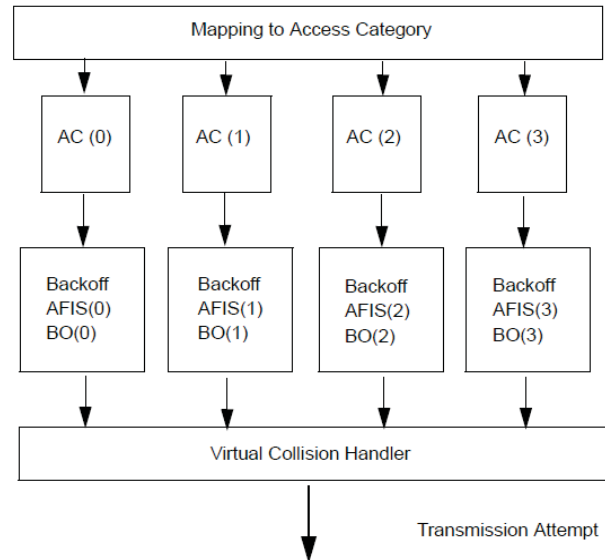 Mapping to Access Category
AC (0)
AC (1)
AC (2)
AC (3)
Backoff
AFIS(0)
BO(0)
Backoff
AFIS(1)
BO(1)
Backoff
AFIS(2)
BO(2)
Backoff
AFIS(3)
BO(3)
Virtual Collision Handler
Transmission Attempt